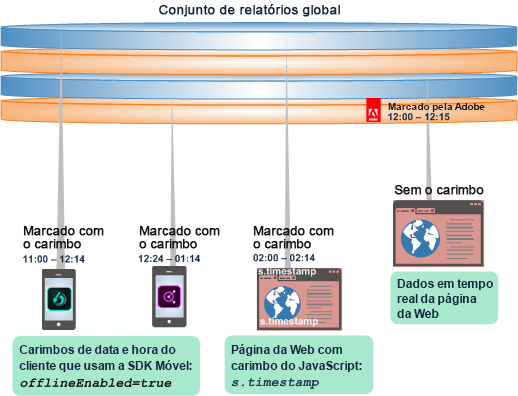 Conjunto de relatórios global
Marcado pela Adobe
12:00 – 12:15
Sem o carimbo
Marcado com
o carimbo
11:00 – 12:14
Marcado com
o carimbo
12:24 – 01:14
Marcado com
o carimbo
02:00 – 02:14
s.timestamp
s.timestamp
Dados em tempo
real da página
da Web
Carimbos de data e hora do
cliente que usam a SDK Móvel:
offlineEnabled=true
Página da Web com
carimbo do JavaScript:
s.timestamp